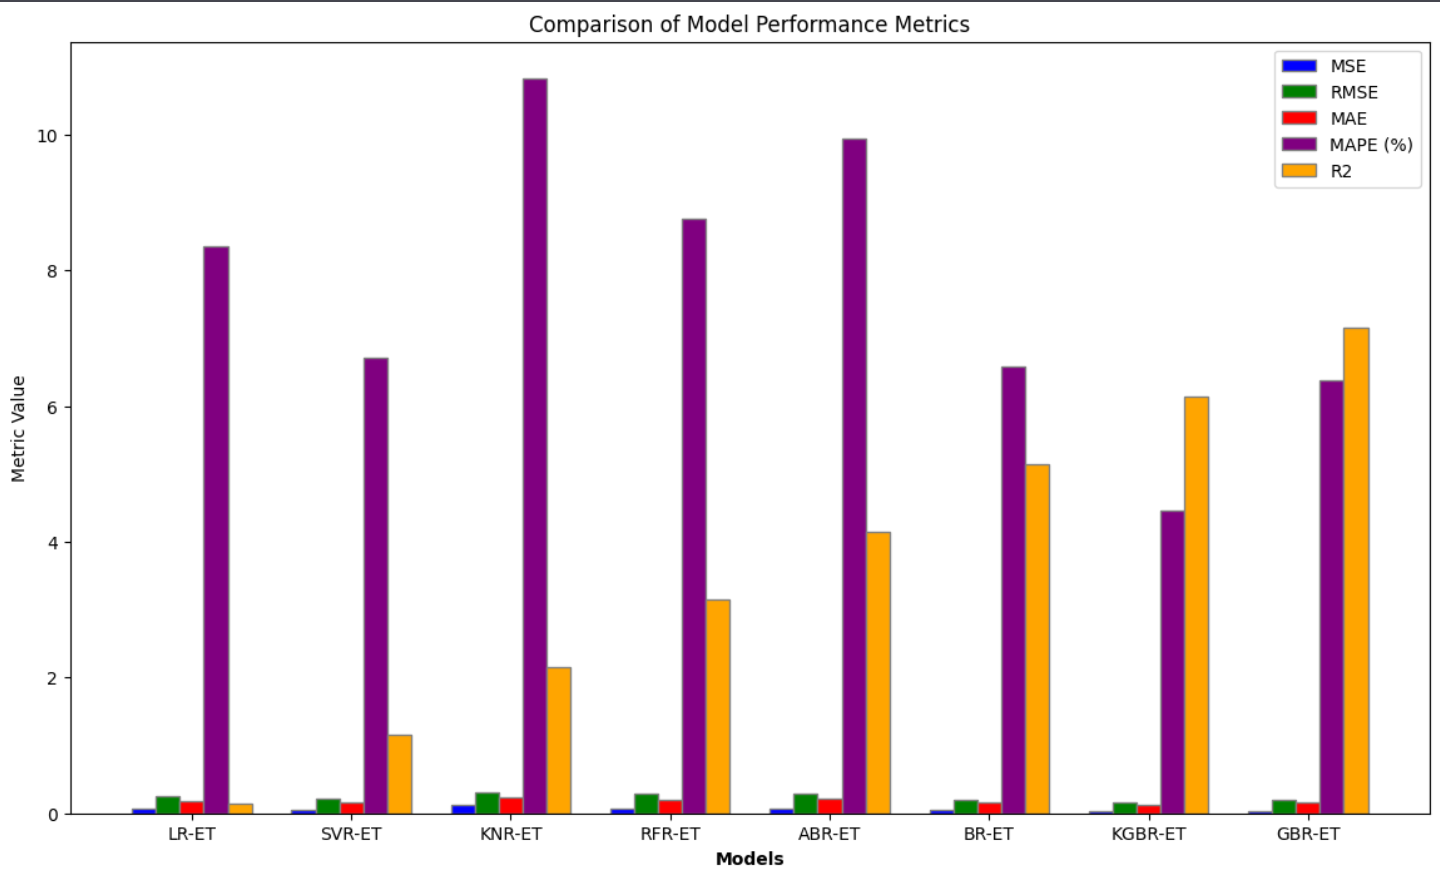 Comparison of Model Performance Metrics
MSE
RMSE
MAE
MAPE (%)
R2
10
8
6
4
2
0
Metric Value
LR-ET SVR-ET KNR-ET RFR-ET ABR-ET BR-ET KGBR-ET GBR-ET
Models